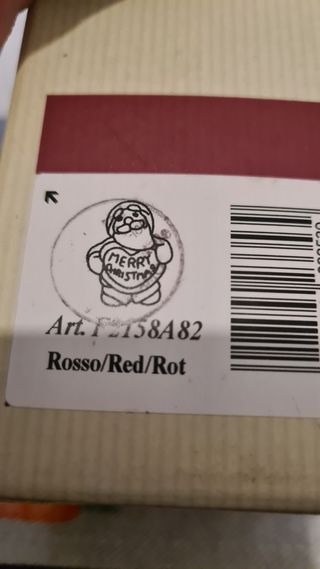 MERRY
CHRISTMAS
®
Art. F2158A82
Rosso/Red/Rot